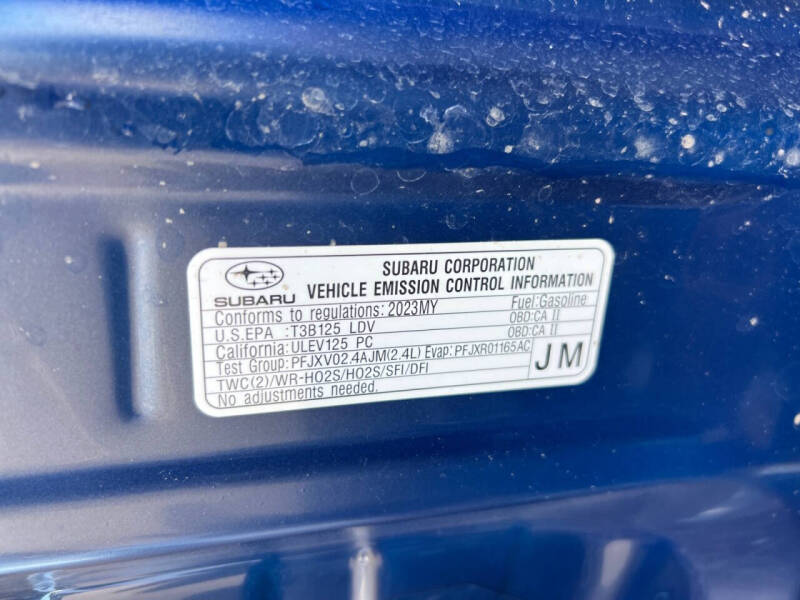 SUBARU
SUBARU CORPORATION
VEHICLE EMISSION CONTROL INFORMATION
Conforms to regulations: 2023MY Fuel:Gasoline
U.S.EPA :T3B125 LDV OBD:CA II
California:ULEV125 PC OBD:CA II
Test Group:PFJXV02.4AJM(2.4L) Evap:PFJXR01165AC
TWC(2)/WR-HO2S/HO2S/SFI/DFI
No adjustments needed.
JM